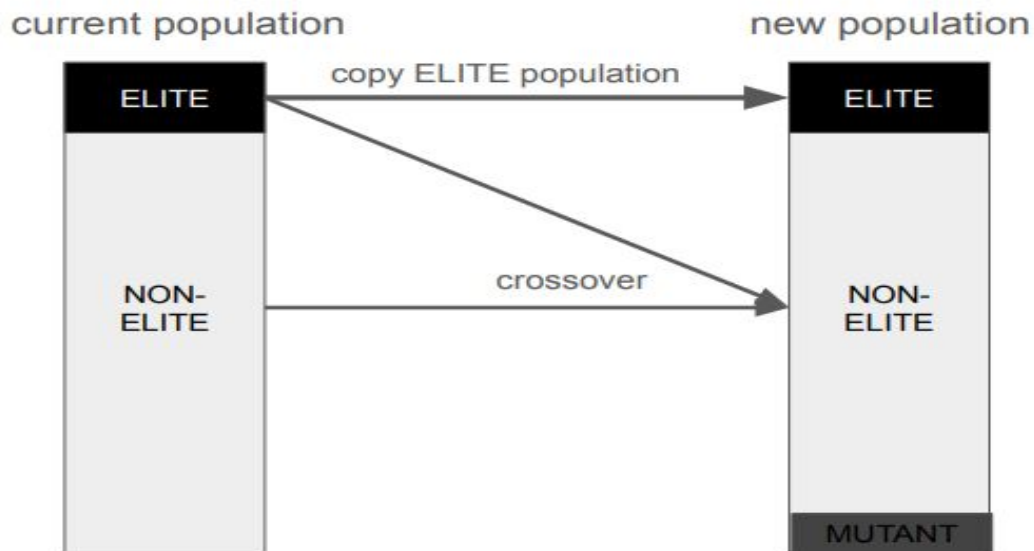 current population
new population
copy ELITE population
ELITE
ELITE
crossover
NON-
ELITE
NON-
ELITE
MUTANT